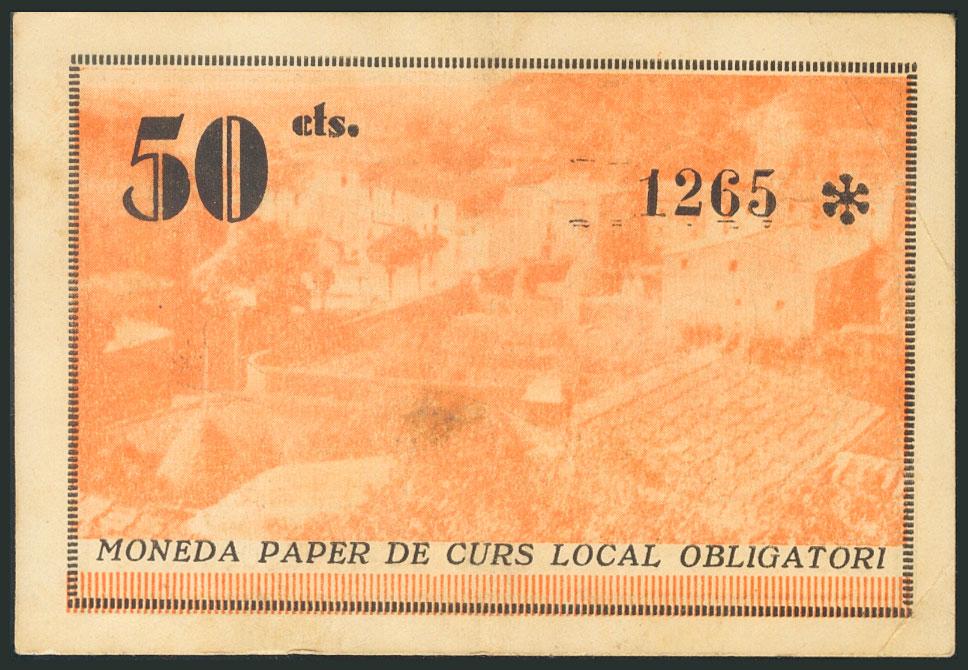 50 cts.
1265 *
MONEDA PAPER DE CURS LOCAL OBLIGATORI